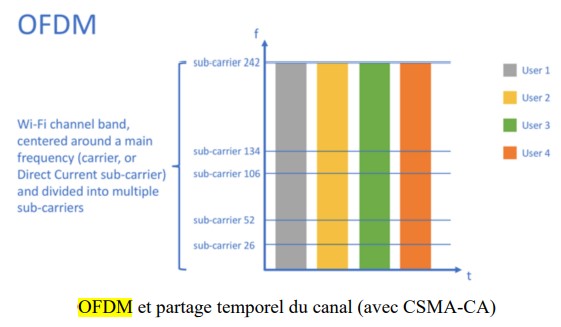 OFDM
f
sub-carrier 242
User 1
User 2
User 3
User 4
Wi-Fi channel band,
centered around a main
frequency (carrier, or
Direct Current sub-carrier)
and divided into multiple
sub-carriers
sub-carrier 134
sub-carrier 106
sub-carrier 52
sub-carrier 26
t
OFDM et partage temporel du canal (avec CSMA-CA)